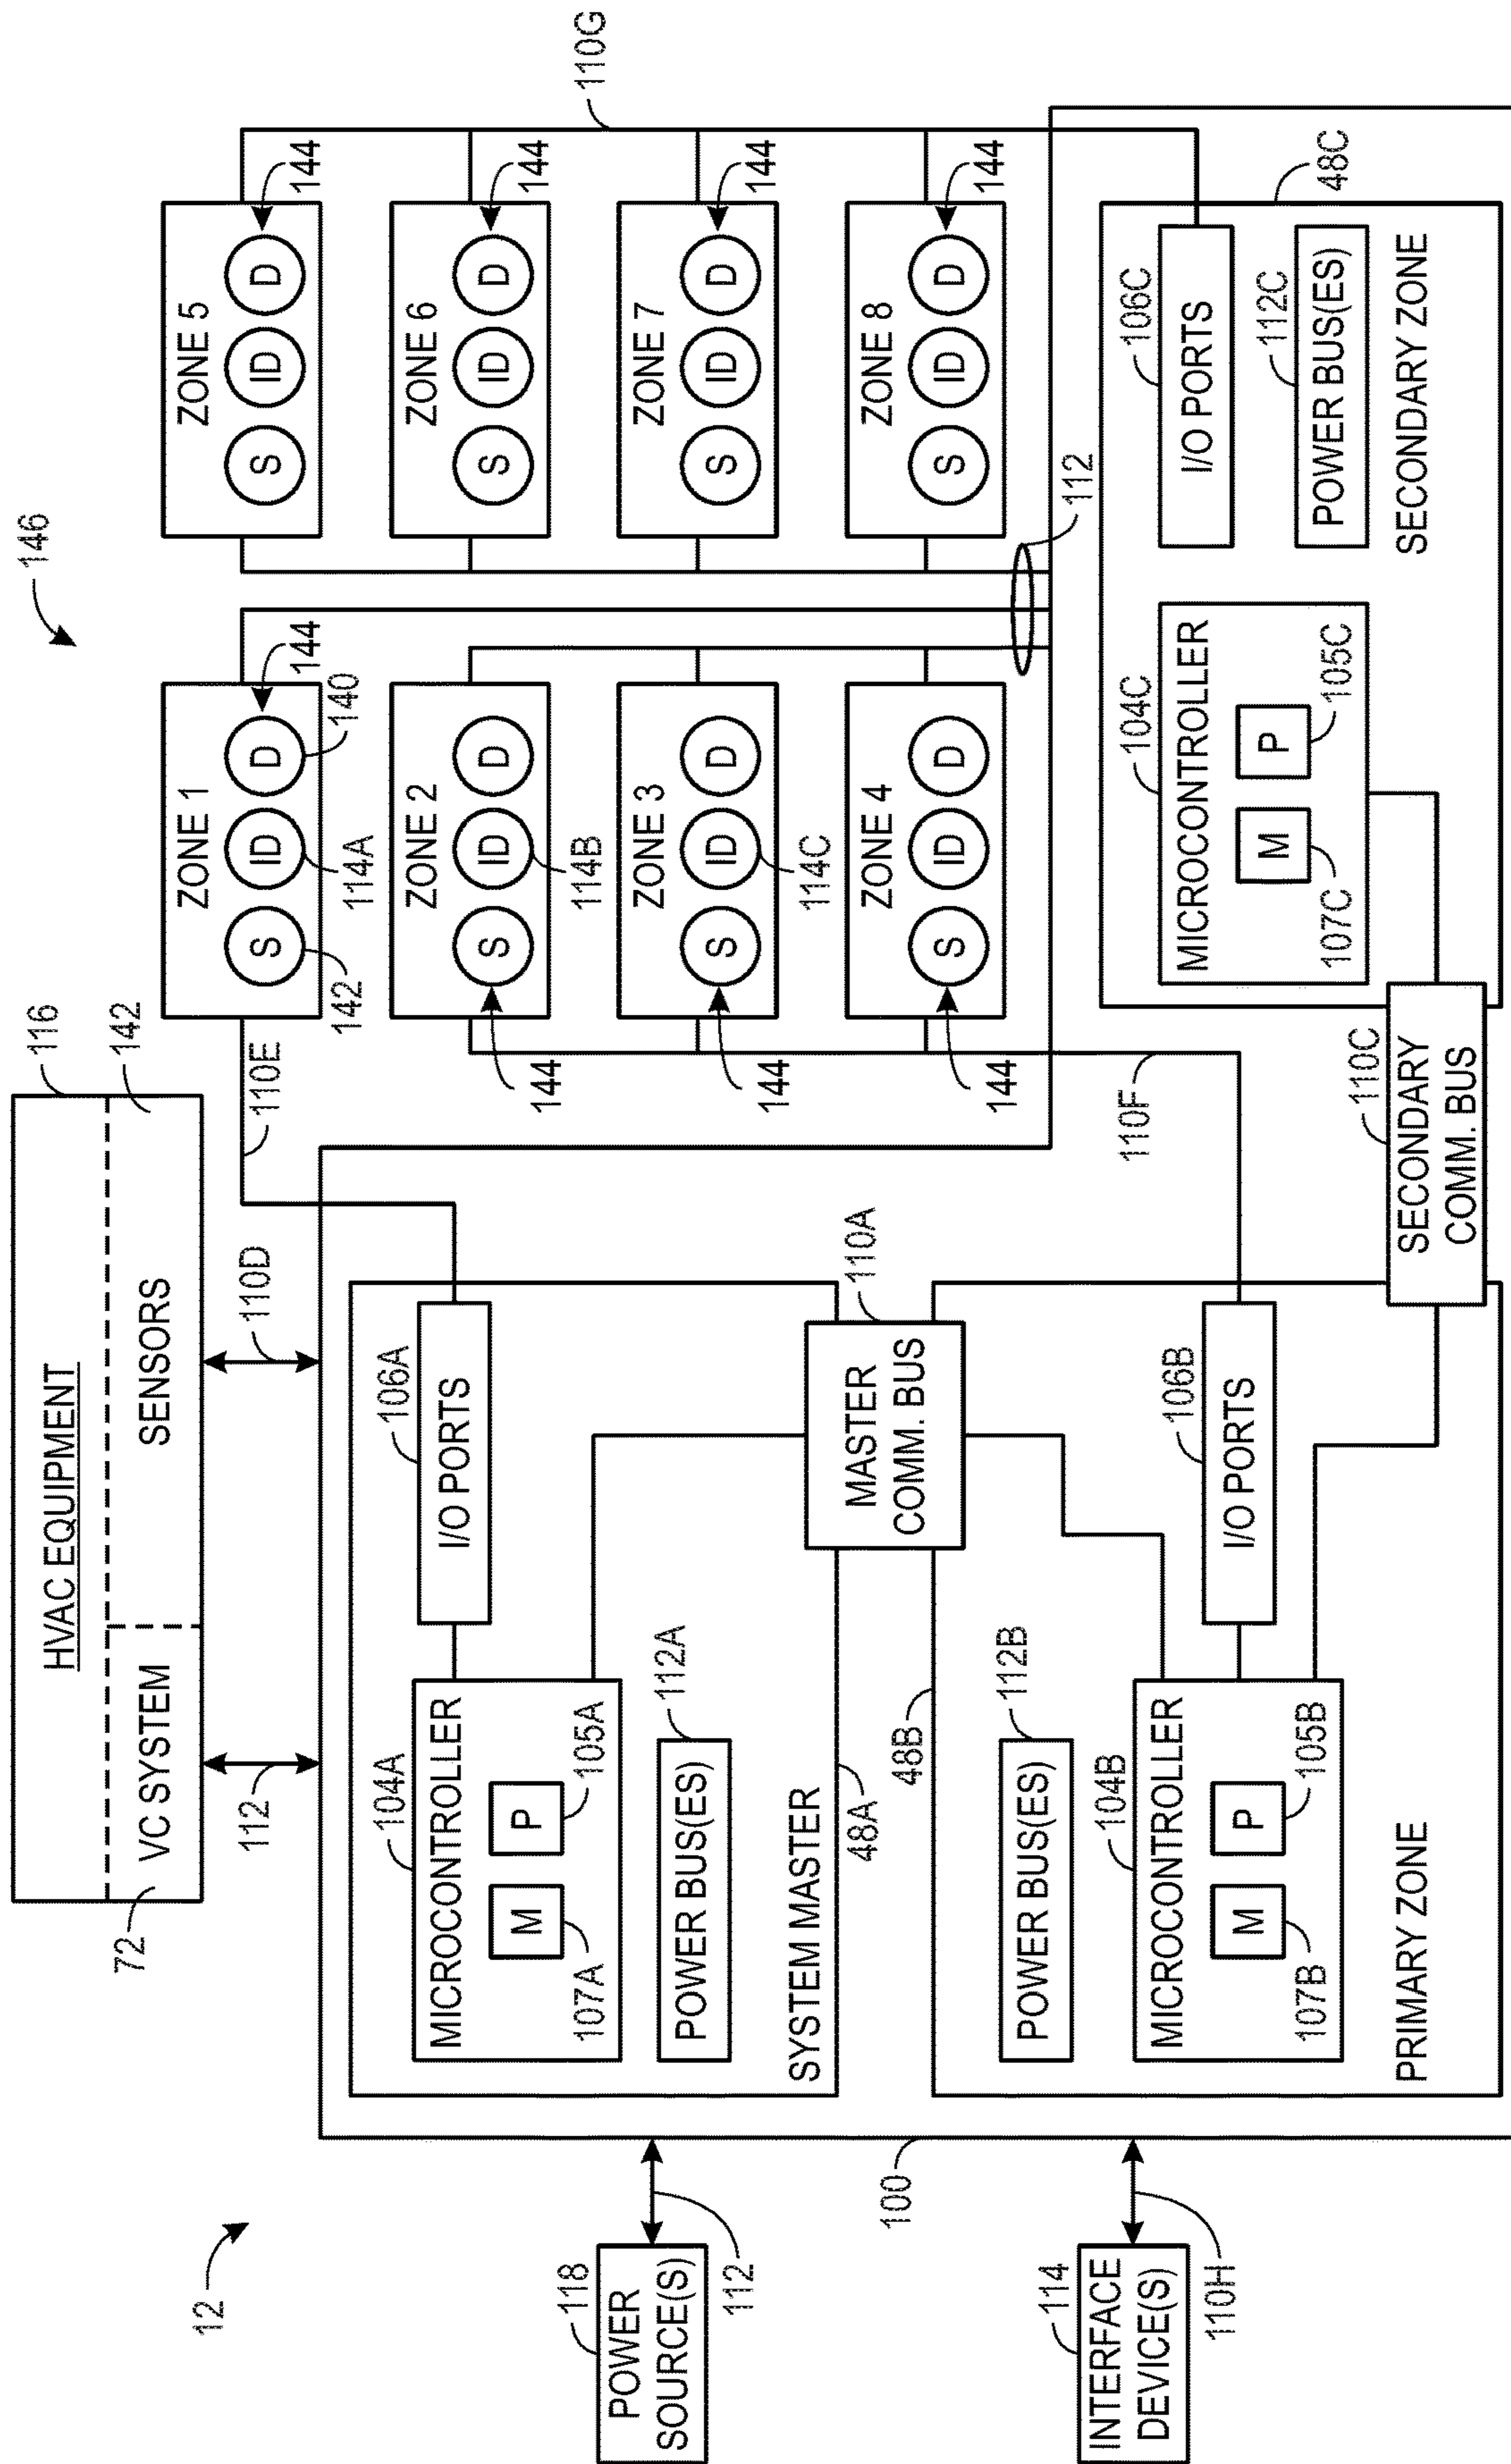 12
146
116
HVAC EQUIPMENT
72
VC SYSTEM
SENSORS
142
112
110D
110E
ZONE 1
S
ID
D
142
114A
140
144
ZONE 5
S
ID
D
144
ZONE 2
S
ID
D
144
114B
ZONE 6
S
ID
D
144
ZONE 3
S
ID
D
144
114C
ZONE 7
S
ID
D
144
ZONE 4
S
ID
D
144
ZONE 8
S
ID
D
144
112
110G
110F
118
POWER
SOURCE(S)
112
114
INTERFACE
DEVICE(S)
110H
100
104A
MICROCONTROLLER
M
P
107A
105A
106A
I/O PORTS
112A
POWER BUS(ES)
SYSTEM MASTER
48A
110A
MASTER
COMM. BUS
48B
112B
POWER BUS(ES)
104B
MICROCONTROLLER
M
P
107B
105B
106B
I/O PORTS
PRIMARY ZONE
110C
SECONDARY
COMM. BUS
104C
MICROCONTROLLER
M
P
107C
105C
106C
I/O PORTS
112C
POWER BUS(ES)
SECONDARY ZONE
48C